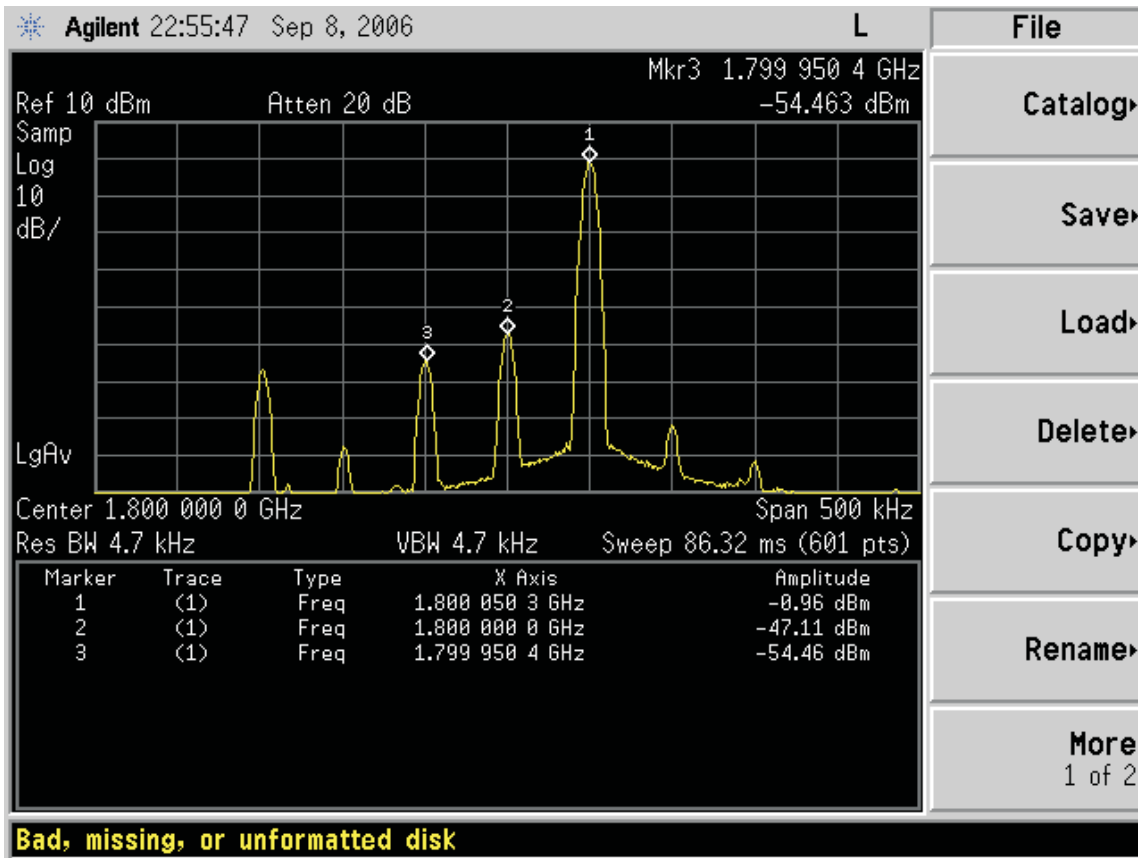 Agilent 22:55:47 Sep 8, 2006 L
File
Mkr3 1.799 950 4 GHz
Ref 10 dBm Atten 20 dB -54.463 dBm
Samp
Log
10
dB/
1
2
3
LgAv
Center 1.800 000 0 GHz Span 500 kHz
Res BW 4.7 kHz VBW 4.7 kHz Sweep 86.32 ms (601 pts)
Marker Trace Type X Axis Amplitude
1 (1) Freq 1.800 050 3 GHz -0.96 dBm
2 (1) Freq 1.800 000 0 GHz -47.11 dBm
3 (1) Freq 1.799 950 4 GHz -54.46 dBm
Catalog
Save
Load
Delete
Copy
Rename
More
1 of 2
Bad, missing, or unformatted disk